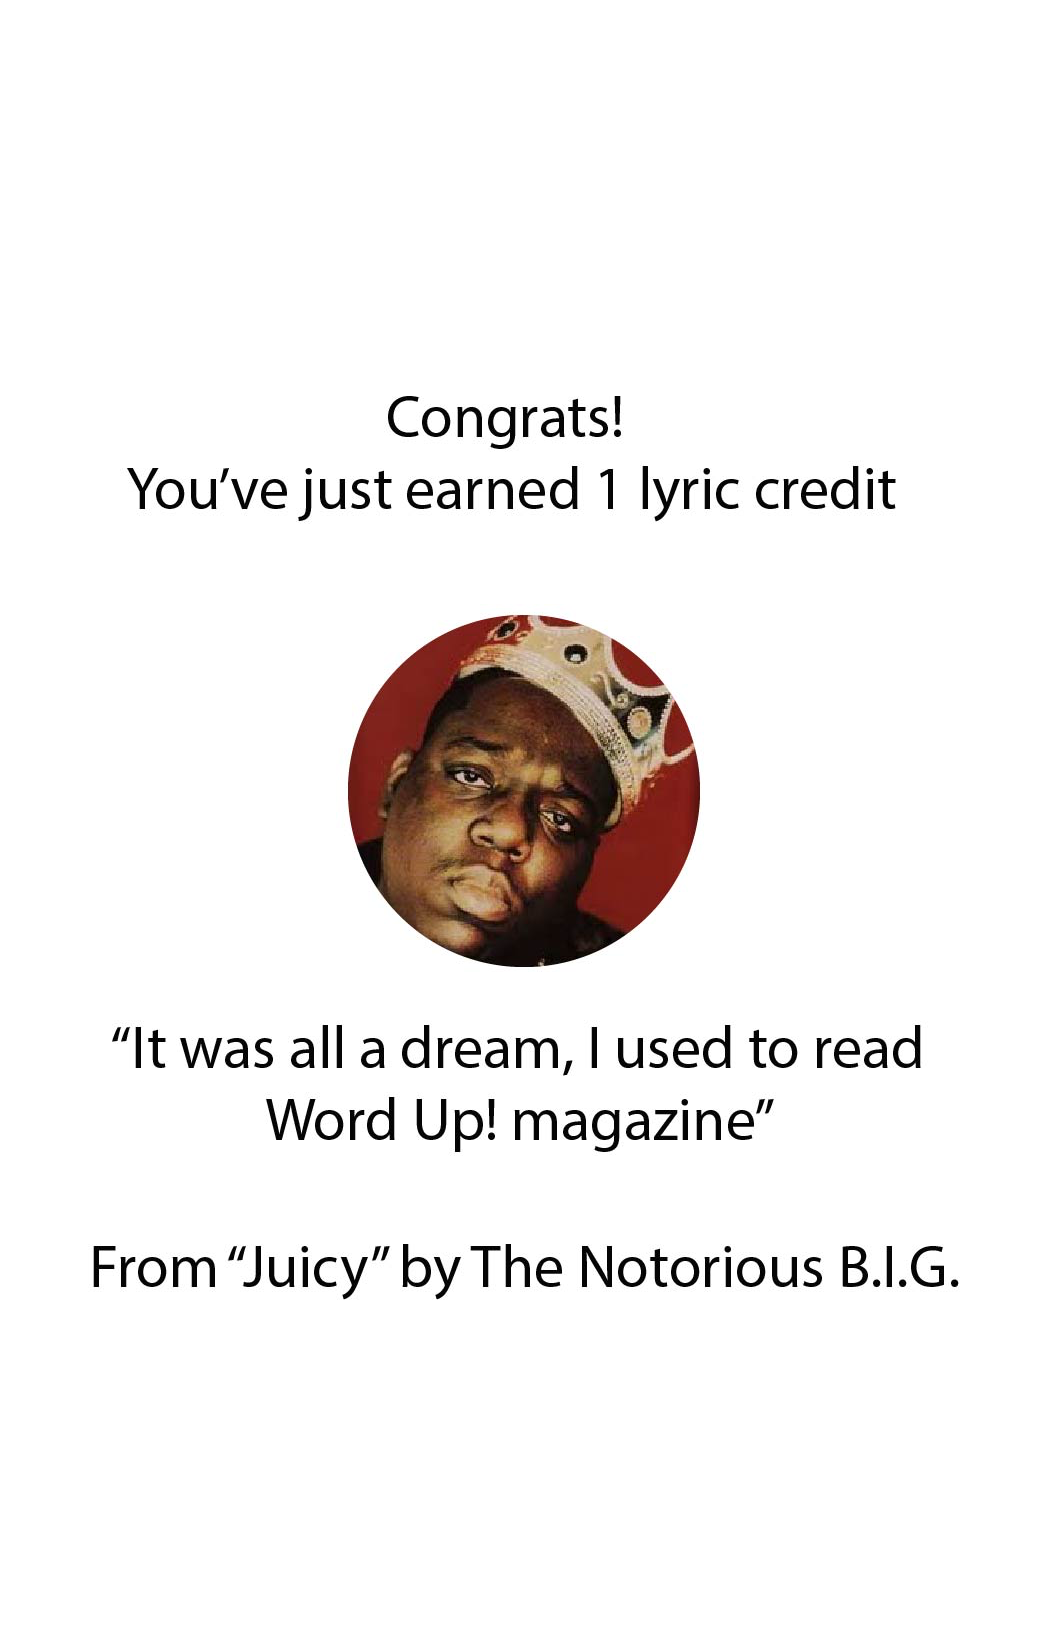 Congrats!
You’ve just earned 1 lyric credit
“It was all a dream, I used to read
Word Up! magazine”
From “Juicy” by The Notorious B.I.G.